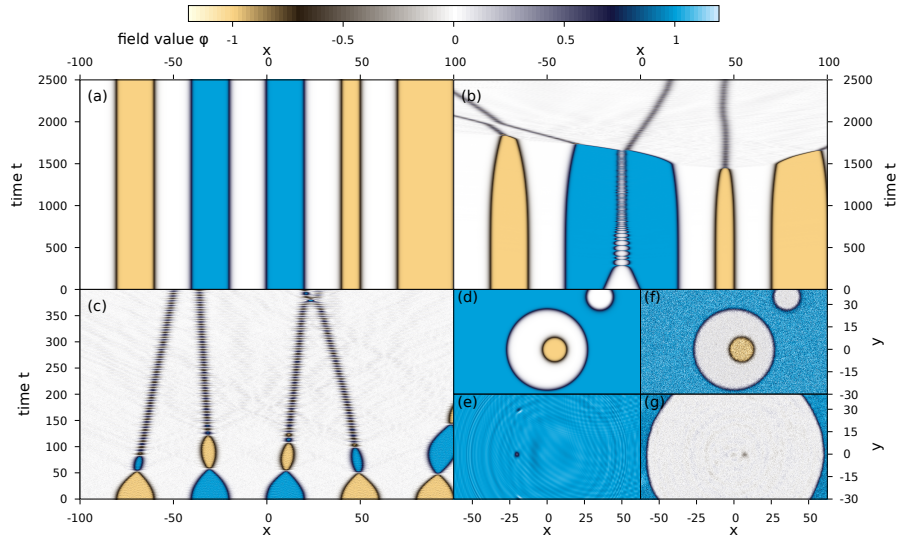 field value φ -1 -0.5 0 0.5 1
x x
-100 -50 0 50 100 -50 0 50 100
(a) (b)
time t
2500
2000
1500
1000
500
0
time t
2500
2000
1500
1000
500
0
(c)
time t
350
300
250
200
150
100
50
0
-100 -50 0 50
x
(d) (f)
30
15
0
-15
-30
y
(e) (g)
30
15
0
-15
-30
y
-50 -25 0 25 50 -50 -25 0 25 50
x x